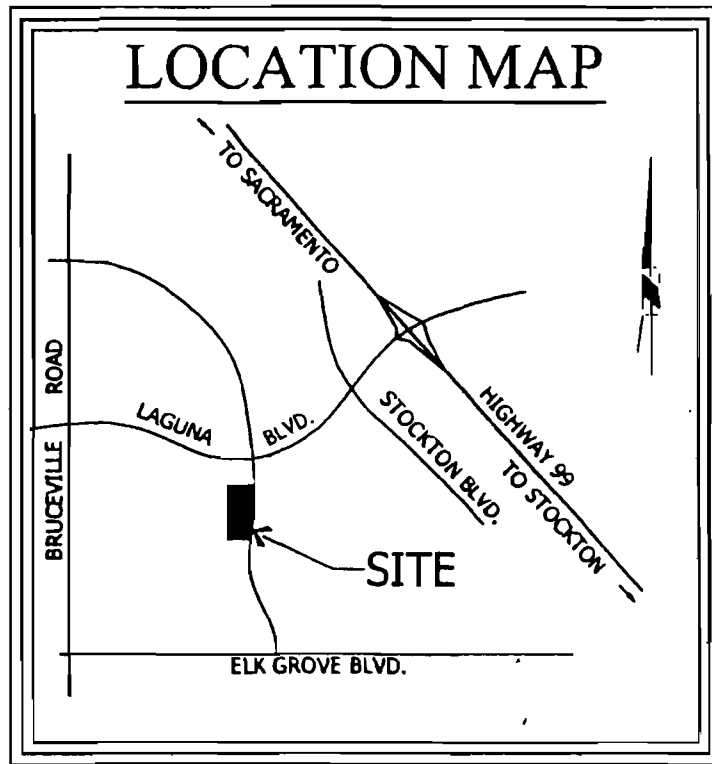 LOCATION MAP
TO SACRAMENTO
BRUCEVILLE ROAD
LAGUNA BLVD.
STOCKTON BLVD.
HIGHWAY 99
TO STOCKTON
SITE
ELK GROVE BLVD.